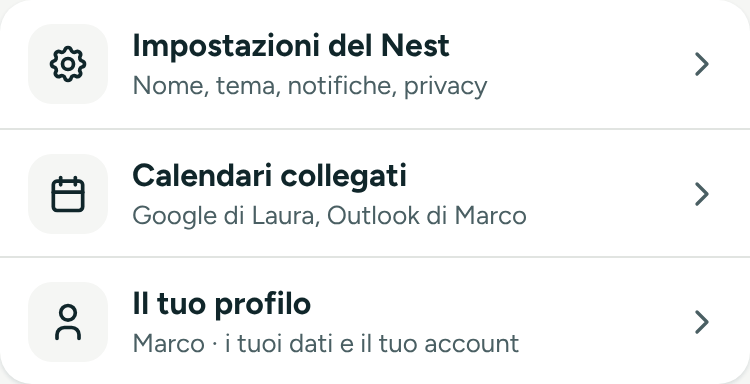 Impostazioni del Nest
Nome, tema, notifiche, privacy
Calendari collegati
Google di Laura, Outlook di Marco
Il tuo profilo
Marco · i tuoi dati e il tuo account